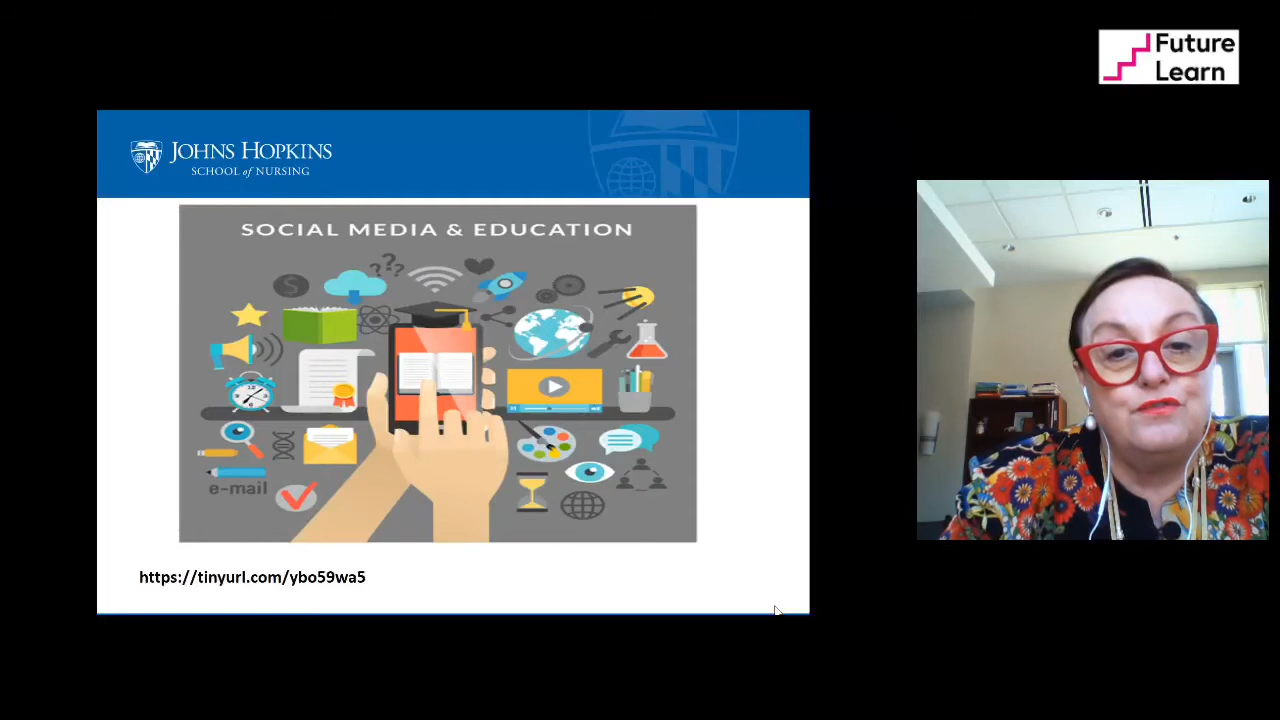 Future
Learn
JOHNS HOPKINS
SCHOOL of NURSING
SOCIAL MEDIA & EDUCATION
???
$
e-mail
https://tinyurl.com/ybo59wa5